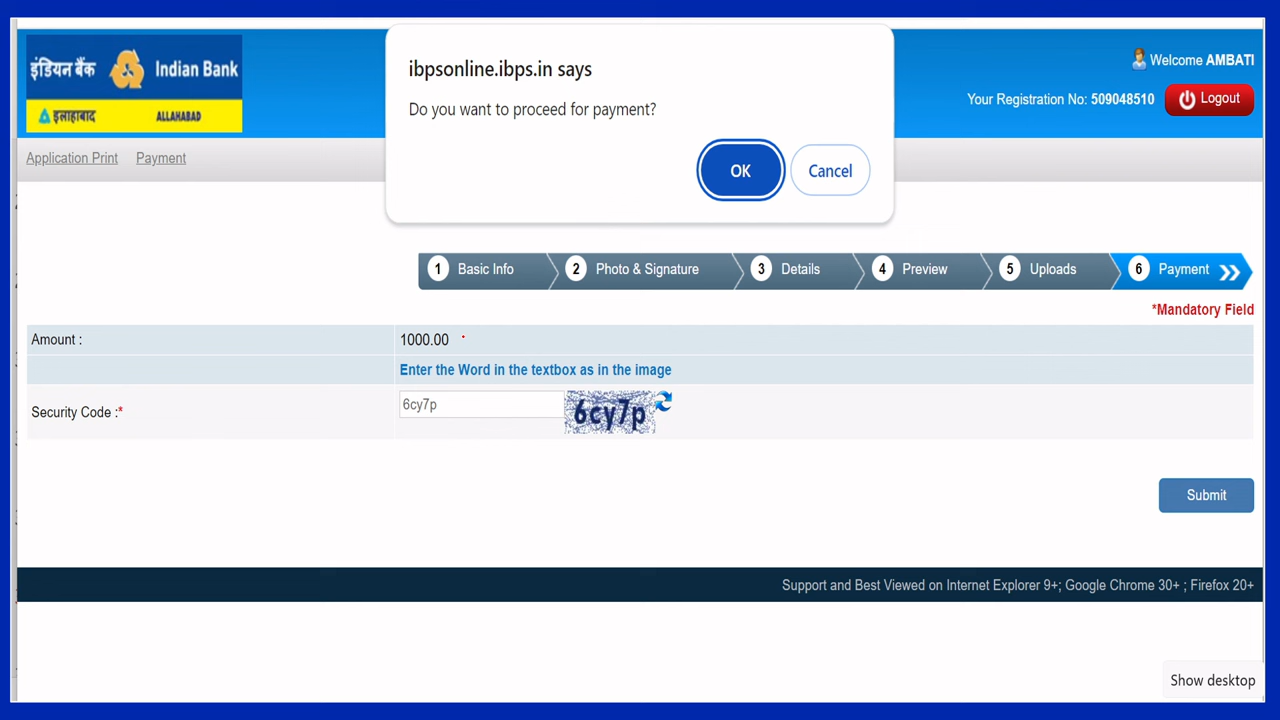 ibpsonline.ibps.in says
Do you want to proceed for payment?
OK
Cancel
इंडियन बैंक
Indian Bank
इलाहाबाद
ALLAHABAD
Welcome AMBATI
Your Registration No: 509048510
Logout
Application Print
Payment
1 Basic Info
2 Photo & Signature
3 Details
4 Preview
5 Uploads
6 Payment
*Mandatory Field
Amount :
1000.00
Enter the Word in the textbox as in the image
Security Code :*
6cy7p
6cy7p
Submit
Support and Best Viewed on Internet Explorer 9+; Google Chrome 30+ ; Firefox 20+
Show desktop